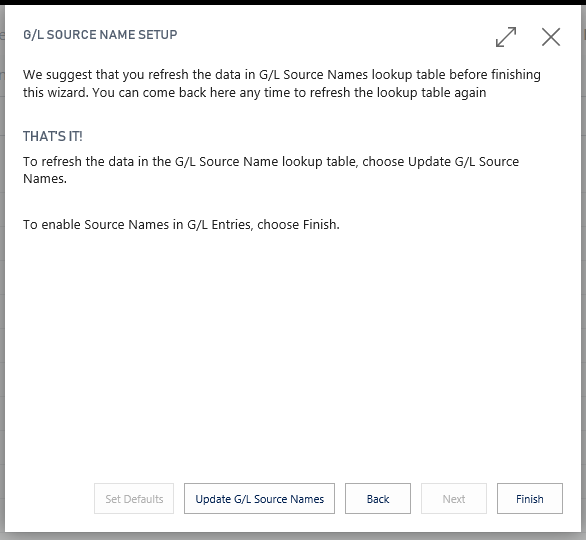 G/L SOURCE NAME SETUP
We suggest that you refresh the data in G/L Source Names lookup table before finishing
this wizard. You can come back here any time to refresh the lookup table again
THAT'S IT!
To refresh the data in the G/L Source Name lookup table, choose Update G/L Source
Names.
To enable Source Names in G/L Entries, choose Finish.
Set Defaults Update G/L Source Names Back Next Finish